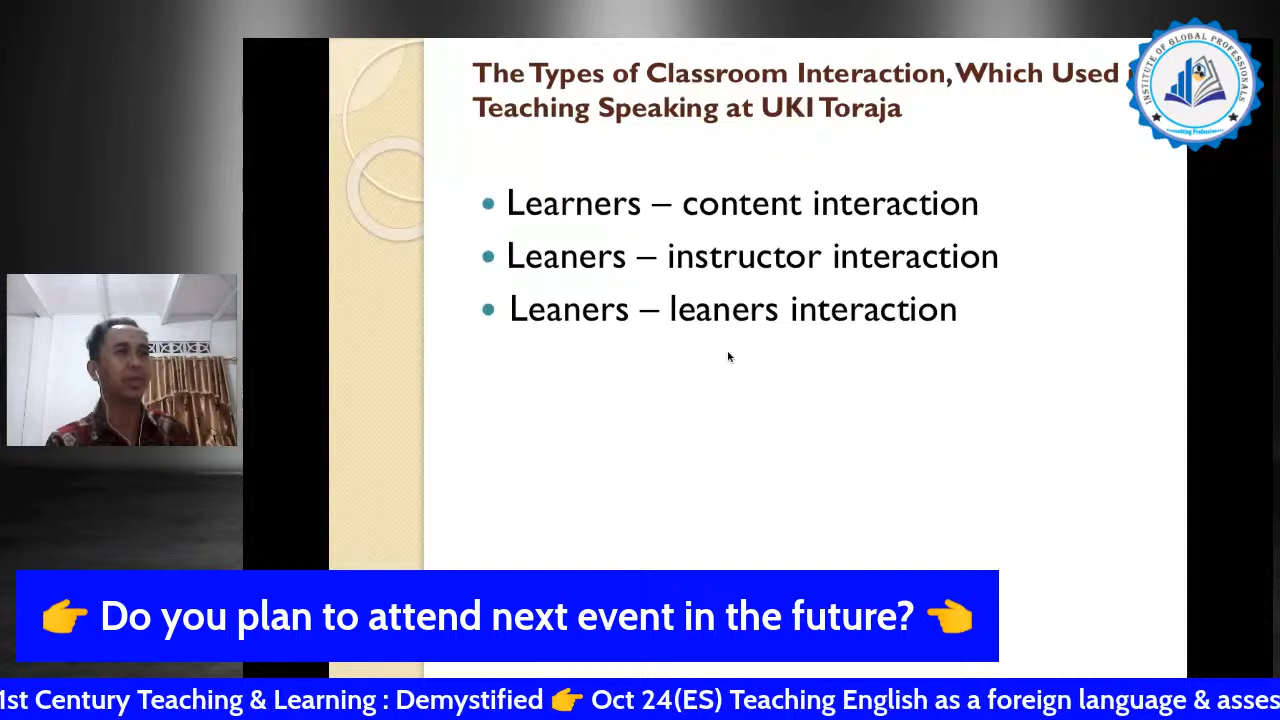 The Types of Classroom Interaction, Which Used
Teaching Speaking at UKI Toraja
INSTITUTE OF GLOBAL PROFESSIONALS
Consulting Professionals
• Learners – content interaction
• Leaners – instructor interaction
• Leaners – leaners interaction
👉 Do you plan to attend next event in the future? 👈
1st Century Teaching & Learning : Demystified 👉 Oct 24(ES) Teaching English as a foreign language & asses